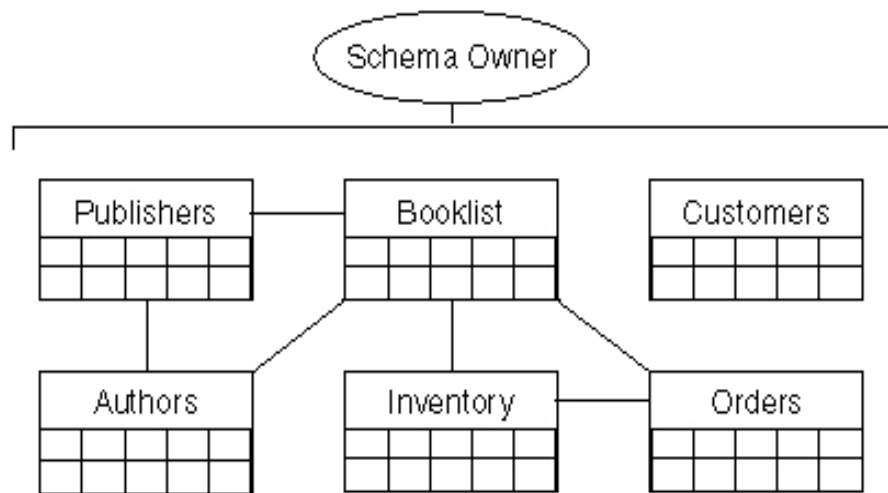 Schema Owner
Publishers
Booklist
Customers
Authors
Inventory
Orders